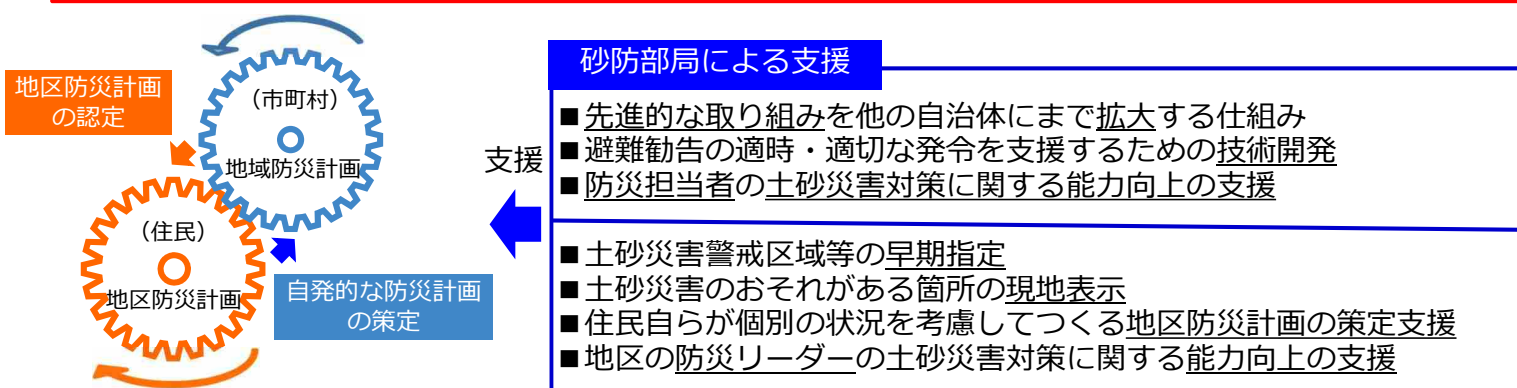 地区防災計画
の認定
（市町村）
地域防災計画
（住民）
地区防災計画
自発的な防災計画
の策定
支援
砂防部局による支援
■先進的な取り組みを他の自治体にまで拡大する仕組み
■避難勧告の適時・適切な発令を支援するための技術開発
■防災担当者の土砂災害対策に関する能力向上の支援
■土砂災害警戒区域等の早期指定
■土砂災害のおそれがある箇所の現地表示
■住民自らが個別の状況を考慮してつくる地区防災計画の策定支援
■地区の防災リーダーの土砂災害対策に関する能力向上の支援